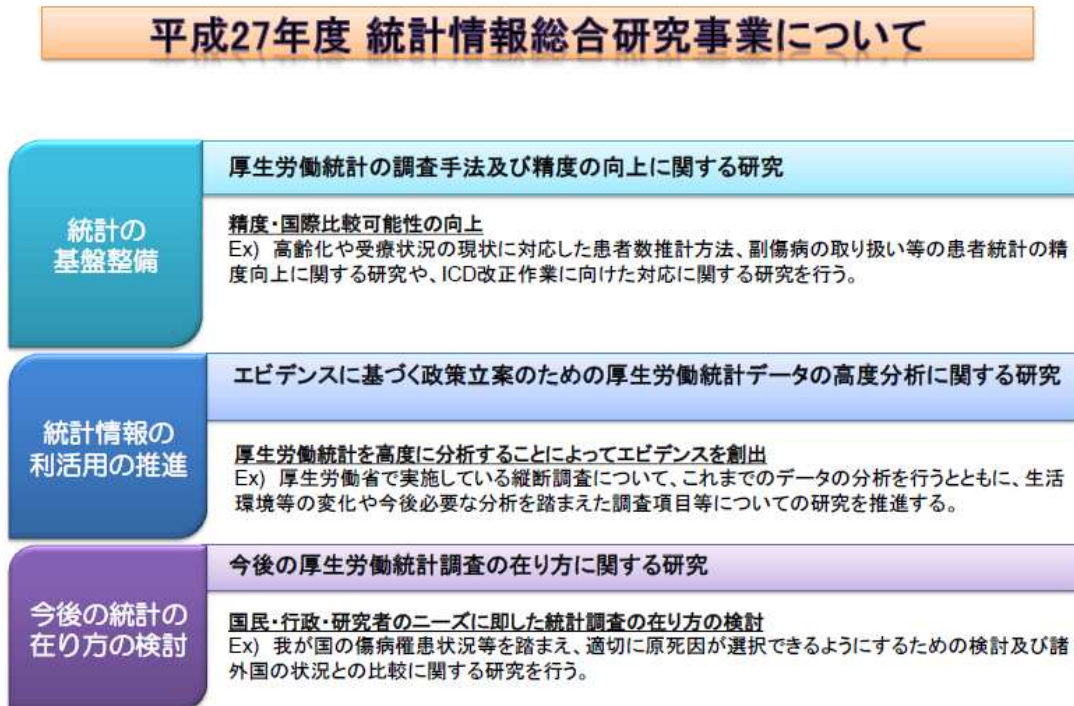 平成27年度 統計情報総合研究事業について
統計の
基盤整備
厚生労働統計の調査手法及び精度の向上に関する研究
精度・国際比較可能性の向上
Ex) 高齢化や受療状況の現状に対応した患者数推計方法、副傷病の取り扱い等の患者統計の精
度向上に関する研究や、ICD改正作業に向けた対応に関する研究を行う。
統計情報の
利活用の推進
エビデンスに基づく政策立案のための厚生労働統計データの高度分析に関する研究
厚生労働統計を高度に分析することによってエビデンスを創出
Ex) 厚生労働省で実施している縦断調査について、これまでのデータの分析を行うとともに、生活
環境等の変化や今後必要な分析を踏まえた調査項目等についての研究を推進する。
今後の統計の
在り方の検討
今後の厚生労働統計調査の在り方に関する研究
国民・行政・研究者のニーズに即した統計調査の在り方の検討
Ex) 我が国の傷病罹患状況等を踏まえ、適切に原死因が選択できるようにするための検討及び諸
外国の状況との比較に関する研究を行う。